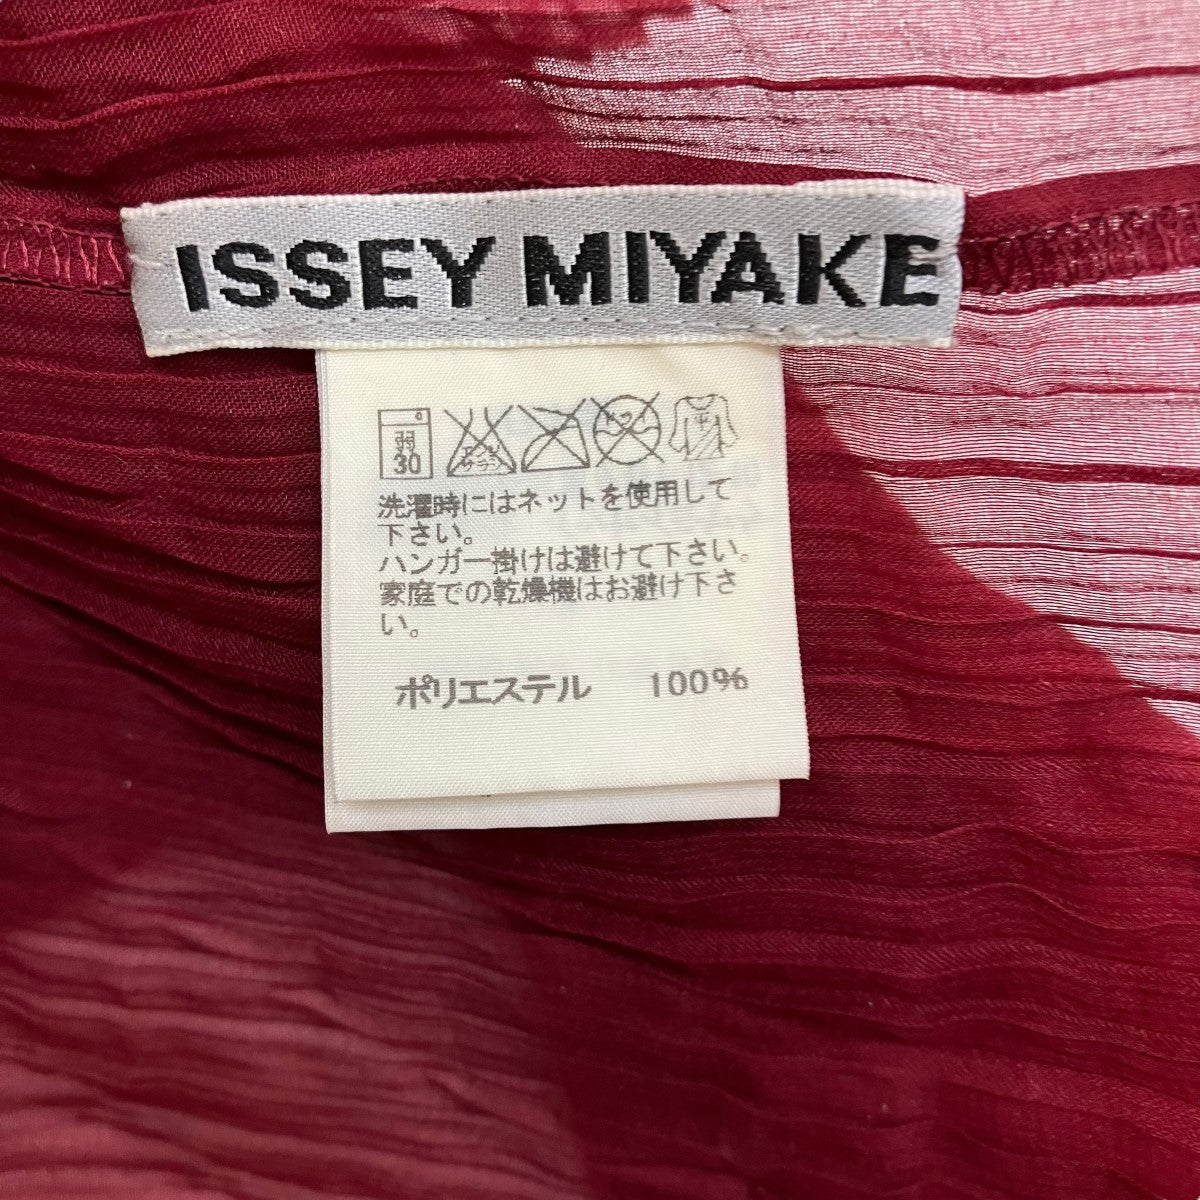 ISSEY MIYAKE
弱
30
洗濯時にはネットを使用して
下さい。
ハンガー掛けは避けて下さい。
家庭での乾燥機はお避け下さ
い。
ポリエステル 100%